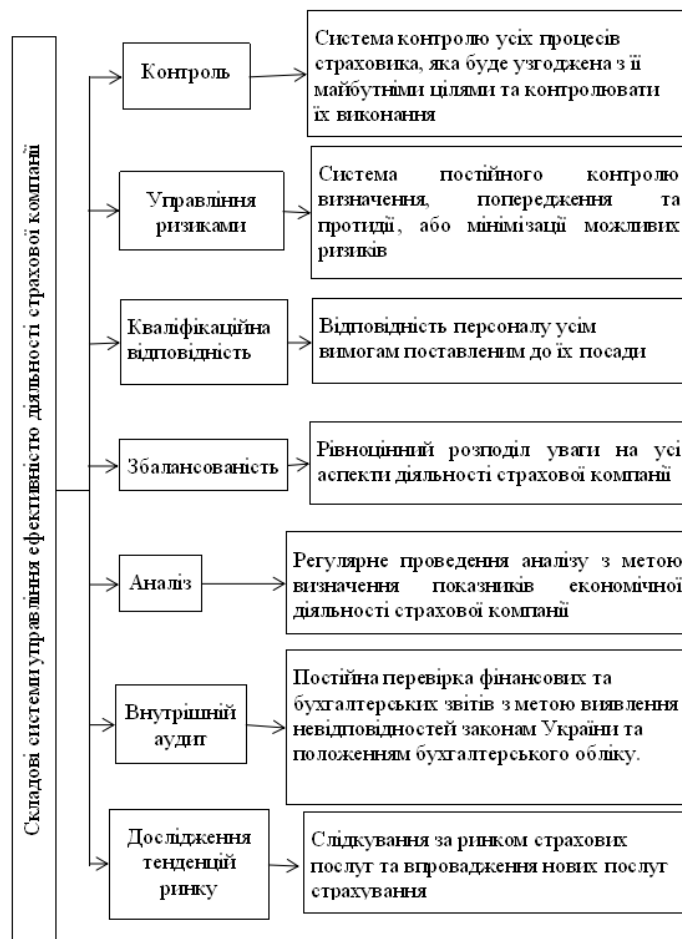 Складові системи управління ефективністю діяльності страхової компанії
Контроль
Система контролю усіх процесів
страховика, яка буде узгоджена з її
майбутніми цілями та контролювати
їх виконання
Управління
ризиками
Система постійного контролю
визначення, попередження та
протидії, або мінімізації можливих
ризиків
Кваліфікаційна
відповідність
Відповідність персоналу усім
вимогам поставленим до їх посади
Збалансованість
Рівноцінний розподіл уваги на усі
аспекти діяльності страхової компанії
Аналіз
Регулярне проведення аналізу з метою
визначення показників економічної
діяльності страхової компанії
Внутрішній
аудит
Постійна перевірка фінансових та
бухгалтерських звітів з метою виявлення
невідповідностей законам України та
положенням бухгалтерського обліку.
Дослідження
тенденцій
ринку
Слідкування за ринком страхових
послуг та впровадження нових послуг
страхування